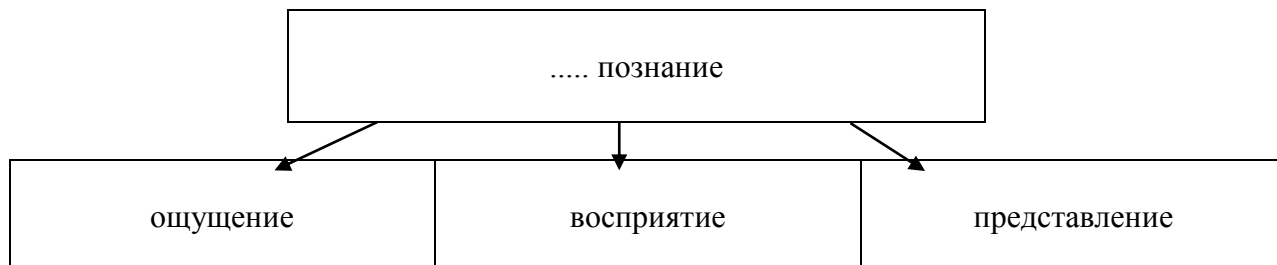 ..... познание
ощущение
восприятие
представление